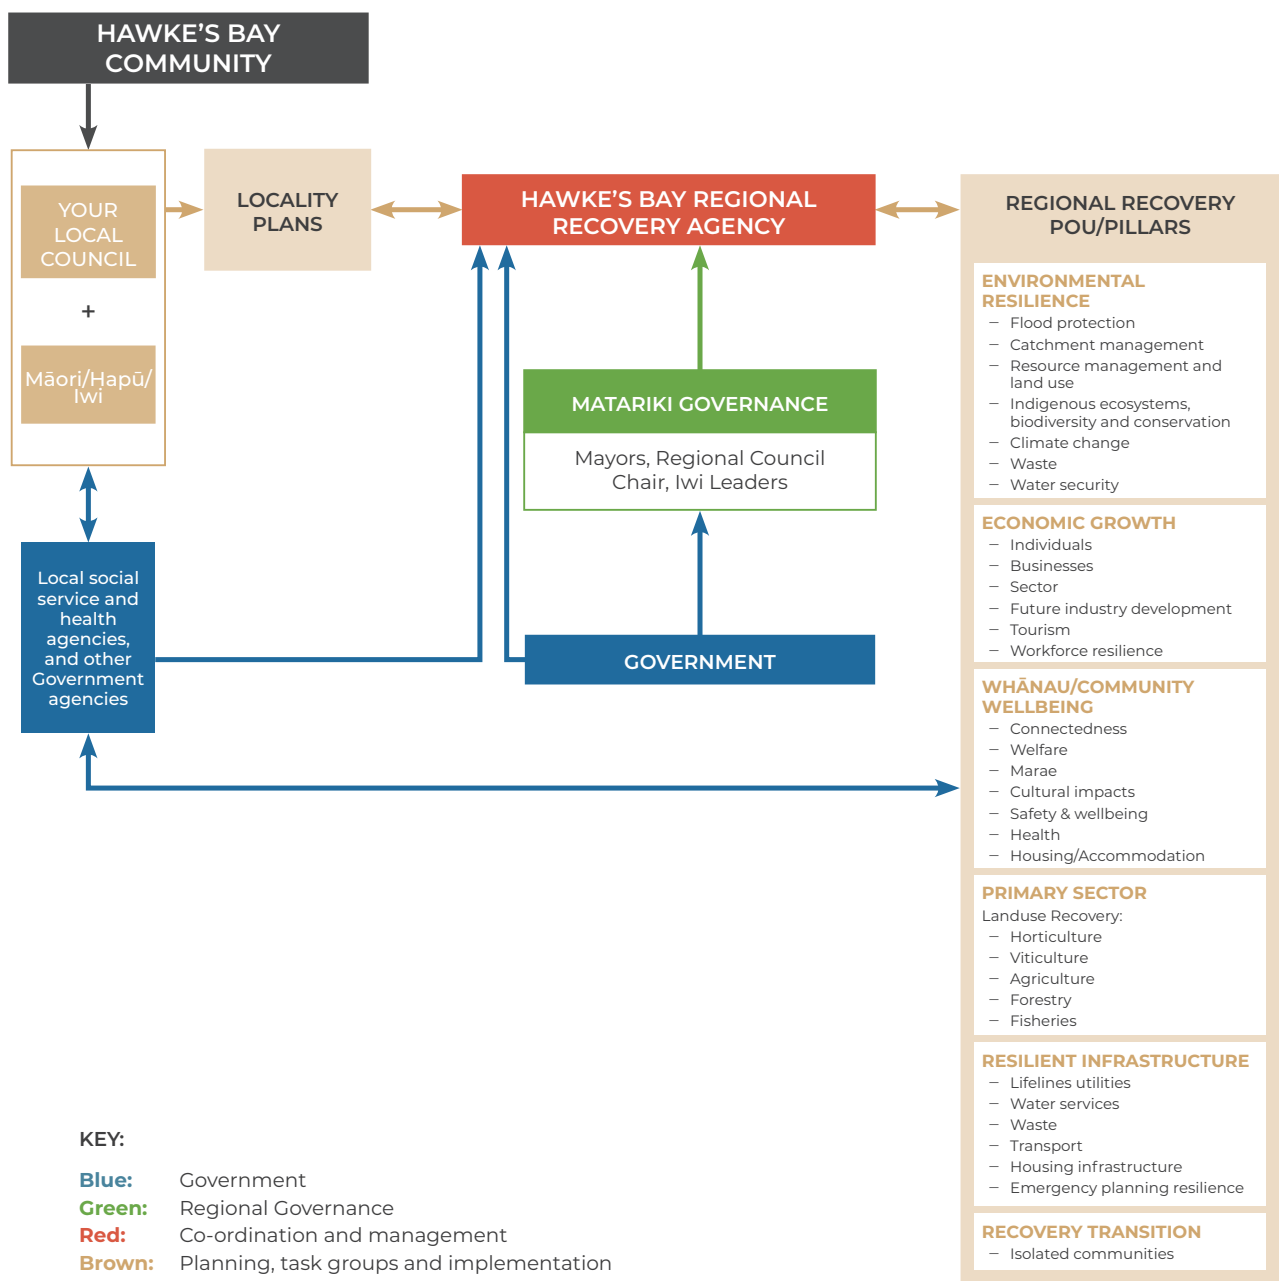 HAWKE'S BAY
COMMUNITY
YOUR
LOCAL
COUNCIL
+
Māori/Hapū/
Iwi
Local social
service and
health
agencies,
and other
Government
agencies
LOCALITY
PLANS
HAWKE'S BAY REGIONAL
RECOVERY AGENCY
MATARIKI GOVERNANCE
Mayors, Regional Council
Chair, Iwi Leaders
GOVERNMENT
REGIONAL RECOVERY
POU/PILLARS
ENVIRONMENTAL
RESILIENCE
– Flood protection
– Catchment management
– Resource management and
land use
– Indigenous ecosystems,
biodiversity and conservation
– Climate change
– Waste
– Water security
ECONOMIC GROWTH
– Individuals
– Businesses
– Sector
– Future industry development
– Tourism
– Workforce resilience
WHĀNAU/COMMUNITY
WELLBEING
– Connectedness
– Welfare
– Marae
– Cultural impacts
– Safety & wellbeing
– Health
– Housing/Accommodation
PRIMARY SECTOR
Landuse Recovery:
– Horticulture
– Viticulture
– Agriculture
– Forestry
– Fisheries
RESILIENT INFRASTRUCTURE
– Lifelines utilities
– Water services
– Waste
– Transport
– Housing infrastructure
– Emergency planning resilience
RECOVERY TRANSITION
– Isolated communities
KEY:
Blue: Government
Green: Regional Governance
Red: Co-ordination and management
Brown: Planning, task groups and implementation